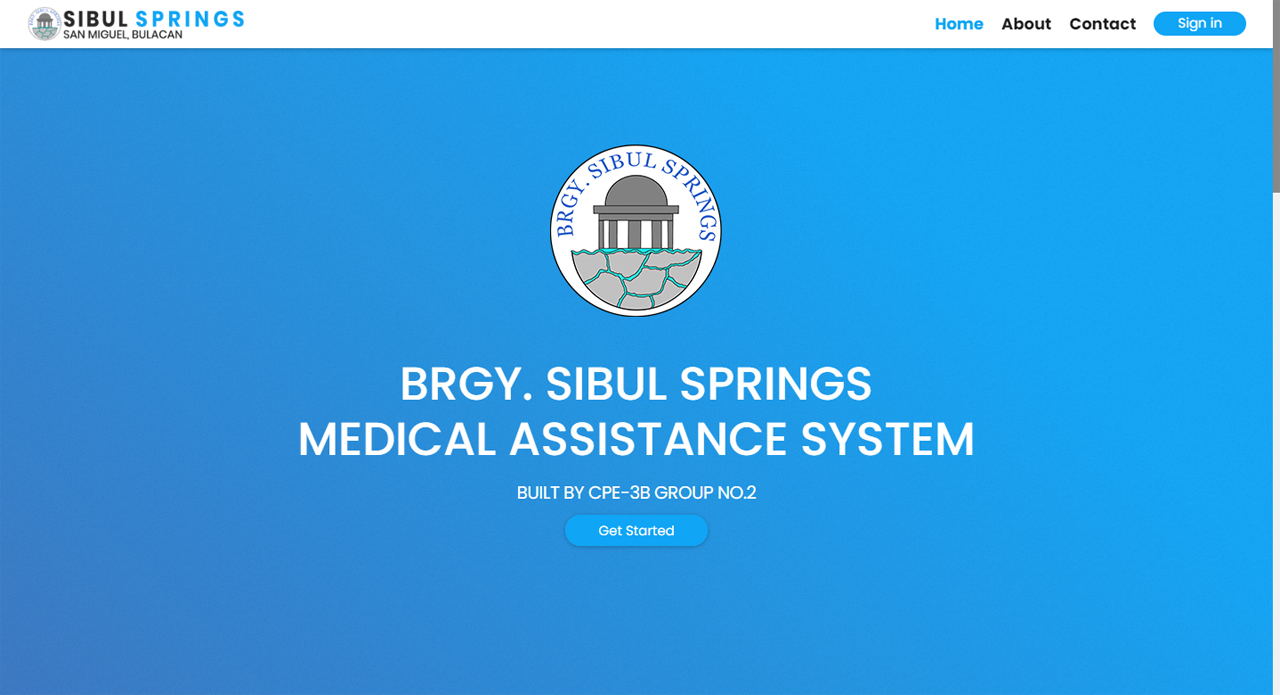 SIBUL SPRINGS
SAN MIGUEL, BULACAN
Home
About
Contact
Sign in
BRGY. SIBUL SPRINGS
BRGY. SIBUL SPRINGS
MEDICAL ASSISTANCE SYSTEM
BUILT BY CPE-3B GROUP NO.2
Get Started